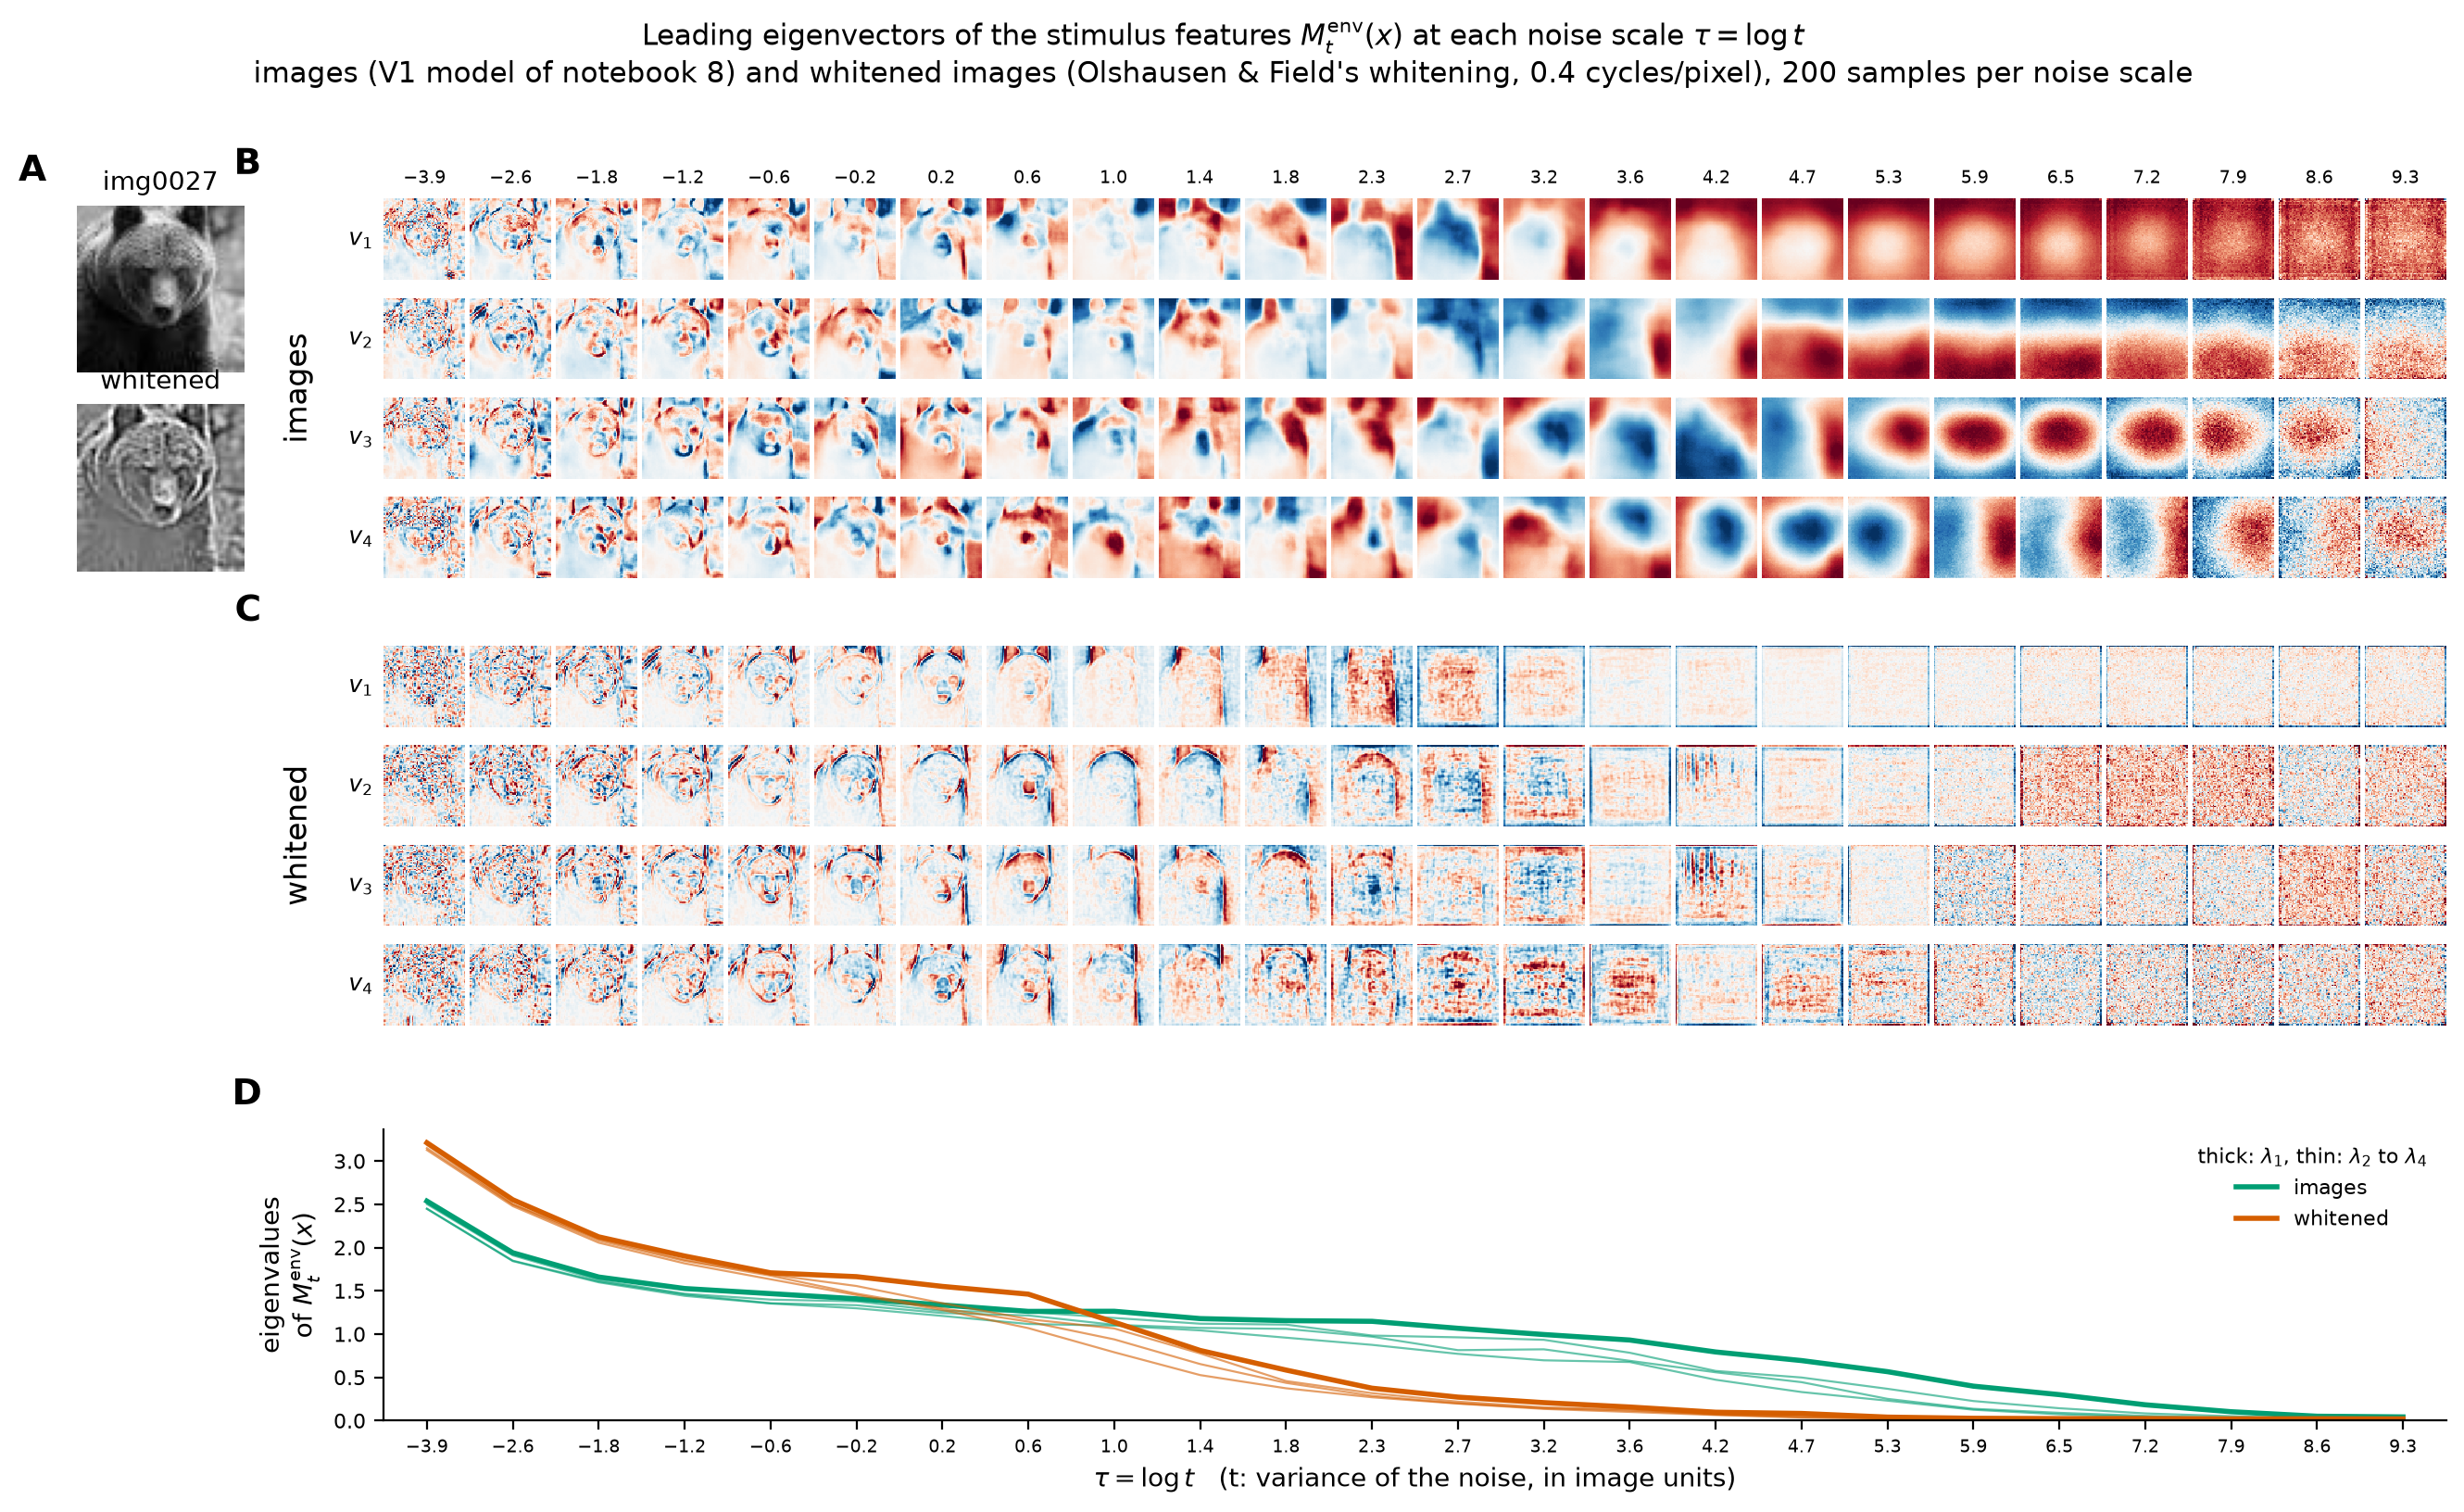 Leading eigenvectors of the stimulus features $M_t^{\mathrm{env}}(x)$ at each noise scale $\tau = \log t$
images (V1 model of notebook 8) and whitened images (Olshausen & Field's whitening, 0.4 cycles/pixel), 200 samples per noise scale
A
img0027
whitened
B
−3.9 −2.6 −1.8 −1.2 −0.6 −0.2 0.2 0.6 1.0 1.4 1.8 2.3 2.7 3.2 3.6 4.2 4.7 5.3 5.9 6.5 7.2 7.9 8.6 9.3
images
v₁
v₂
v₃
v₄
C
whitened
v₁
v₂
v₃
v₄
D
eigenvalues
of $M_t^{\mathrm{env}}(x)$
3.0
2.5
2.0
1.5
1.0
0.5
0.0
thick: λ₁, thin: λ₂ to λ₄
images
whitened
−3.9 −2.6 −1.8 −1.2 −0.6 −0.2 0.2 0.6 1.0 1.4 1.8 2.3 2.7 3.2 3.6 4.2 4.7 5.3 5.9 6.5 7.2 7.9 8.6 9.3
τ = log t (t: variance of the noise, in image units)